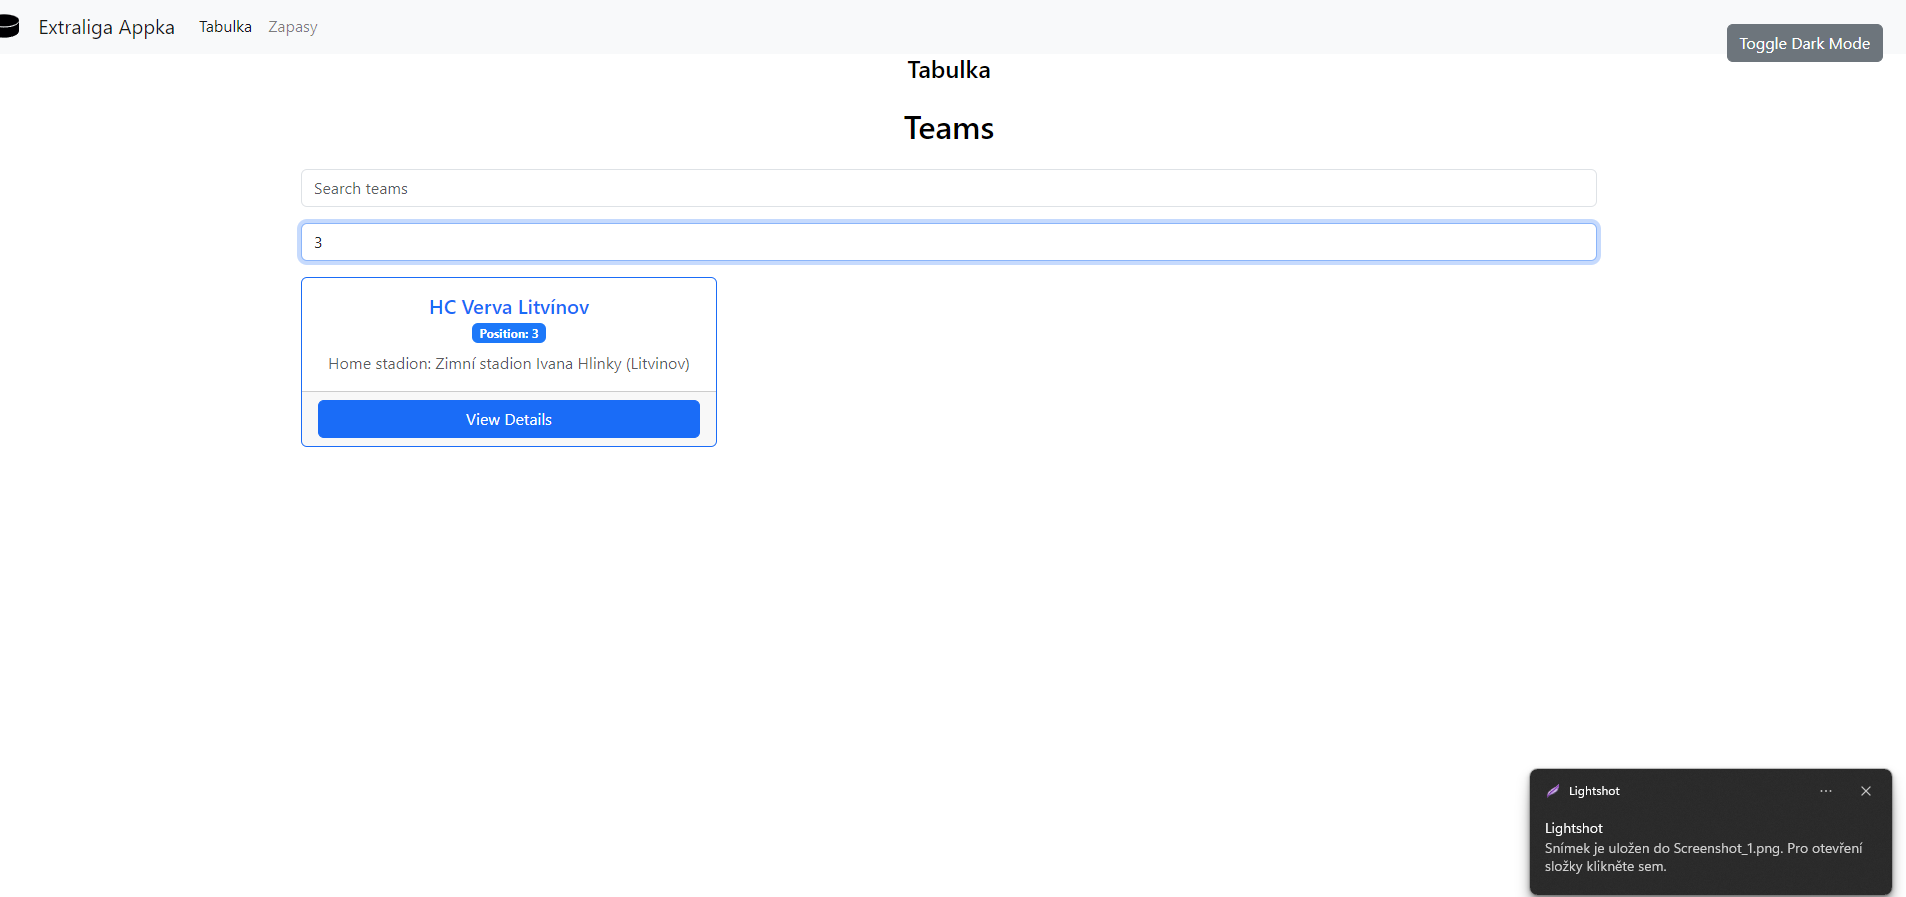 Extraliga Appka Tabulka Zapasy
Toggle Dark Mode
Tabulka
Teams
Search teams
3
HC Verva Litvínov
Position: 3
Home stadion: Zimní stadion Ivana Hlinky (Litvinov)
View Details
Lightshot
Lightshot
Snímek je uložen do Screenshot_1.png. Pro otevření
složky klikněte sem.